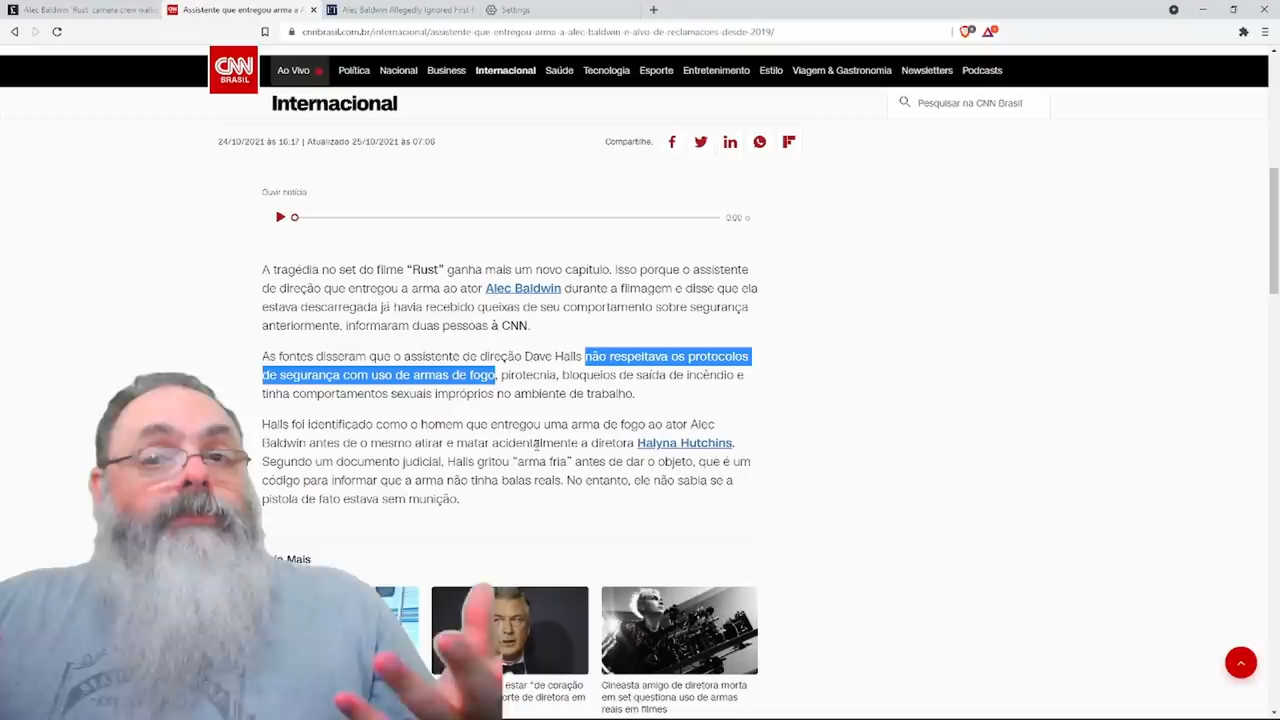 Alec Baldwin 'Rust' camera crew walk
Assistente que entregou arma a A
Alec Baldwin Allegedly Ignored First F
Settings
cnnbrasil.com.br/internacional/assistente-que-entregou-arma-a-alec-baldwin-e-alvo-de-reclamacoes-desde-2019/
CNN
BRASIL
Ao Vivo
Política
Nacional
Business
Internacional
Saúde
Tecnologia
Esporte
Entretenimento
Estilo
Viagem & Gastronomia
Newsletters
Podcasts
Internacional
Pesquisar na CNN Brasil
24/10/2021 às 16:17 | Atualizado 25/10/2021 às 07:06
Compartilhe:
Ouvir notícia
0:00
A tragédia no set do filme “Rust” ganha mais um novo capítulo. Isso porque o assistente
de direção que entregou a arma ao ator Alec Baldwin durante a filmagem e disse que ela
estava descarregada já havia recebido queixas de seu comportamento sobre segurança
anteriormente, informaram duas pessoas à CNN.
As fontes disseram que o assistente de direção Dave Halls não respeitava os protocolos
de segurança com uso de armas de fogo, pirotecnia, bloqueios de saída de incêndio e
tinha comportamentos sexuais impróprios no ambiente de trabalho.
Halls foi identificado como o homem que entregou uma arma de fogo ao ator Alec
Baldwin antes de o mesmo atirar e matar acidentalmente a diretora Halyna Hutchins.
Segundo um documento judicial, Halls gritou “arma fria” antes de dar o objeto, que é um
código para informar que a arma não tinha balas reais. No entanto, ele não sabia se a
pistola de fato estava sem munição.
Mais
estar “de coração
orte de diretora em
Cineasta amigo de diretora morta
em set questiona uso de armas
reais em filmes